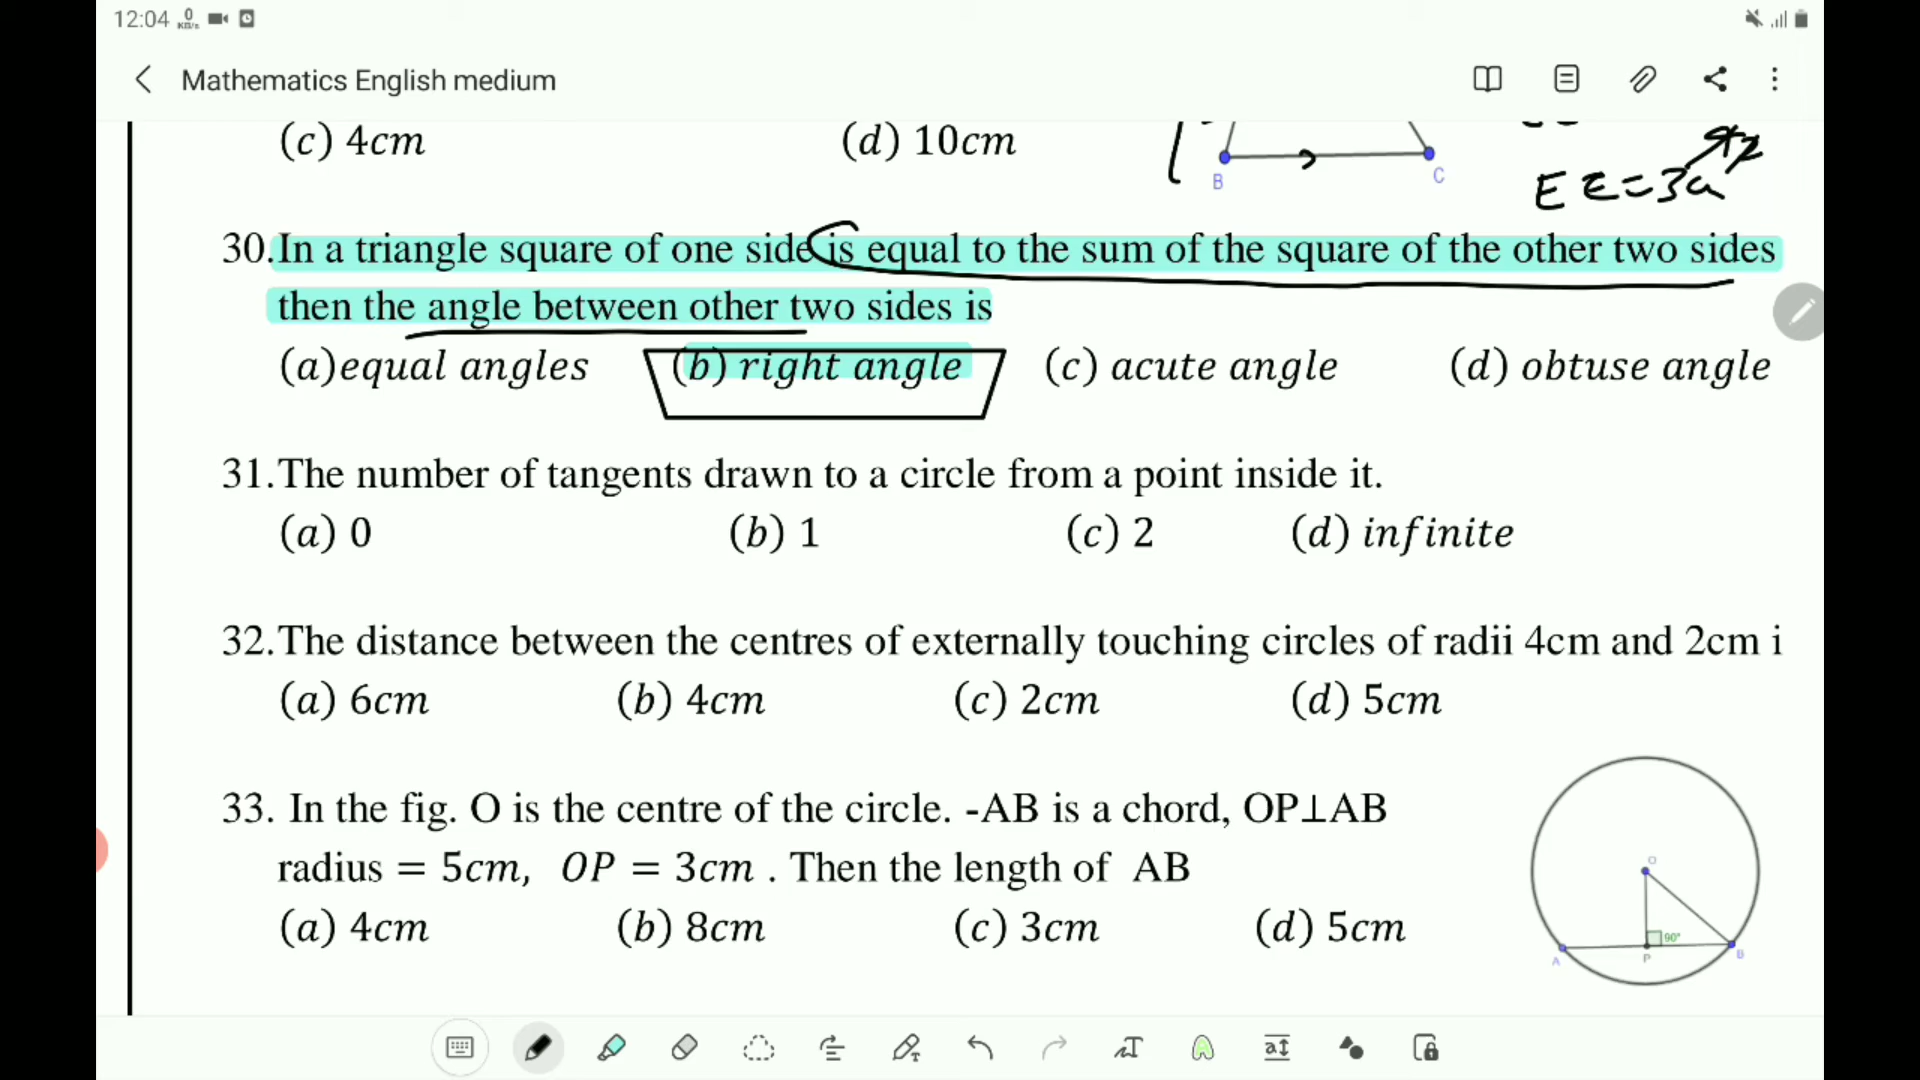 12:04 0 KB/s
Mathematics English medium
(c) 4cm (d) 10cm
B C
30. In a triangle square of one side is equal to the sum of the square of the other two sides
then the angle between other two sides is
(a)equal angles (b) right angle (c) acute angle (d) obtuse angle
31.The number of tangents drawn to a circle from a point inside it.
(a) 0 (b) 1 (c) 2 (d) infinite
32.The distance between the centres of externally touching circles of radii 4cm and 2cm i
(a) 6cm (b) 4cm (c) 2cm (d) 5cm
33. In the fig. O is the centre of the circle. -AB is a chord, OP⊥AB
radius = 5cm, OP = 3cm . Then the length of AB
(a) 4cm (b) 8cm (c) 3cm (d) 5cm
O
90°
A P B